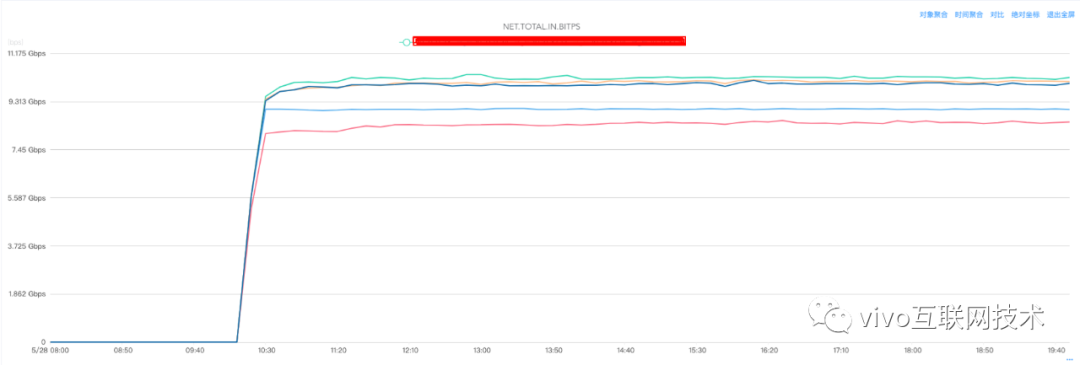 对象聚合 时间聚合 对比 绝对坐标 退出全屏
NET.TOTAL.IN.BITPS
11.175 Gbps
9.313 Gbps
7.45 Gbps
5.587 Gbps
3.725 Gbps
1.862 Gbps
0
5/28 08:00 08:50 09:40 10:30 11:20 12:10 13:00 13:50 14:40 15:30 16:20 17:10 18:00 18:50 19:40
vivo互联网技术